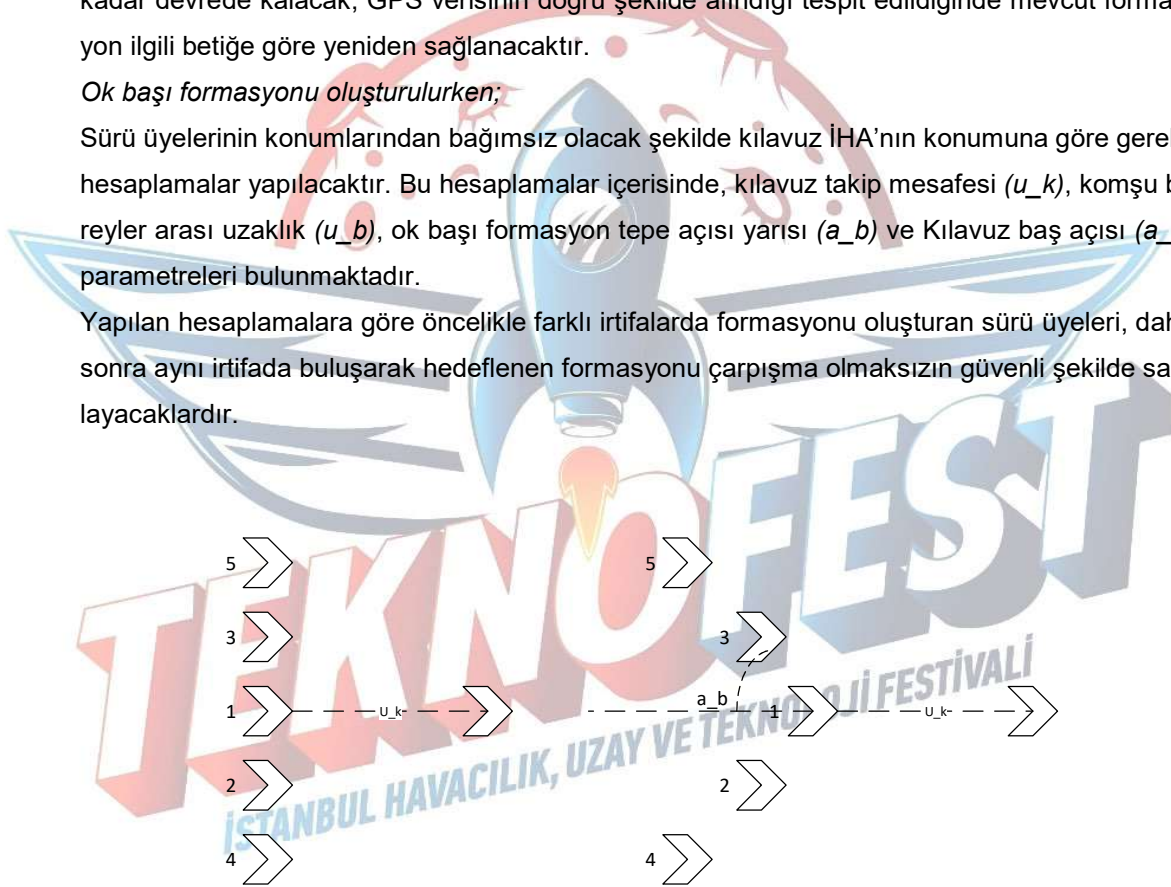 kadar devrede kalacak, GPS verisinin doğru şekilde alındığı tespit edildiğinde mevcut formas-
yon ilgili betiğe göre yeniden sağlanacaktır.
Ok başı formasyonu oluşturulurken;
Sürü üyelerinin konumlarından bağımsız olacak şekilde kılavuz İHA’nın konumuna göre
hesaplamalar yapılacaktır. Bu hesaplamalar içerisinde, kılavuz takip mesafesi (u_k), komşu
reyler arası uzaklık (u_b), ok başı formasyon tepe açısı yarısı (a_b) ve Kılavuz baş açısı
parametreleri bulunmaktadır.
Yapılan hesaplamalara göre öncelikle farklı irtifalarda formasyonu oluşturan sürü üyeleri,
sonra aynı irtifada buluşarak hedeflenen formasyonu çarpışma olmaksızın güvenli şekilde
layacaklardır.
5 5
3 3
a_b
1 U_k 1 U_k
2 2
4 4
TEKNOFEST
İSTANBUL HAVACILIK, UZAY VE TEKNOLOJİ FESTİVALİ